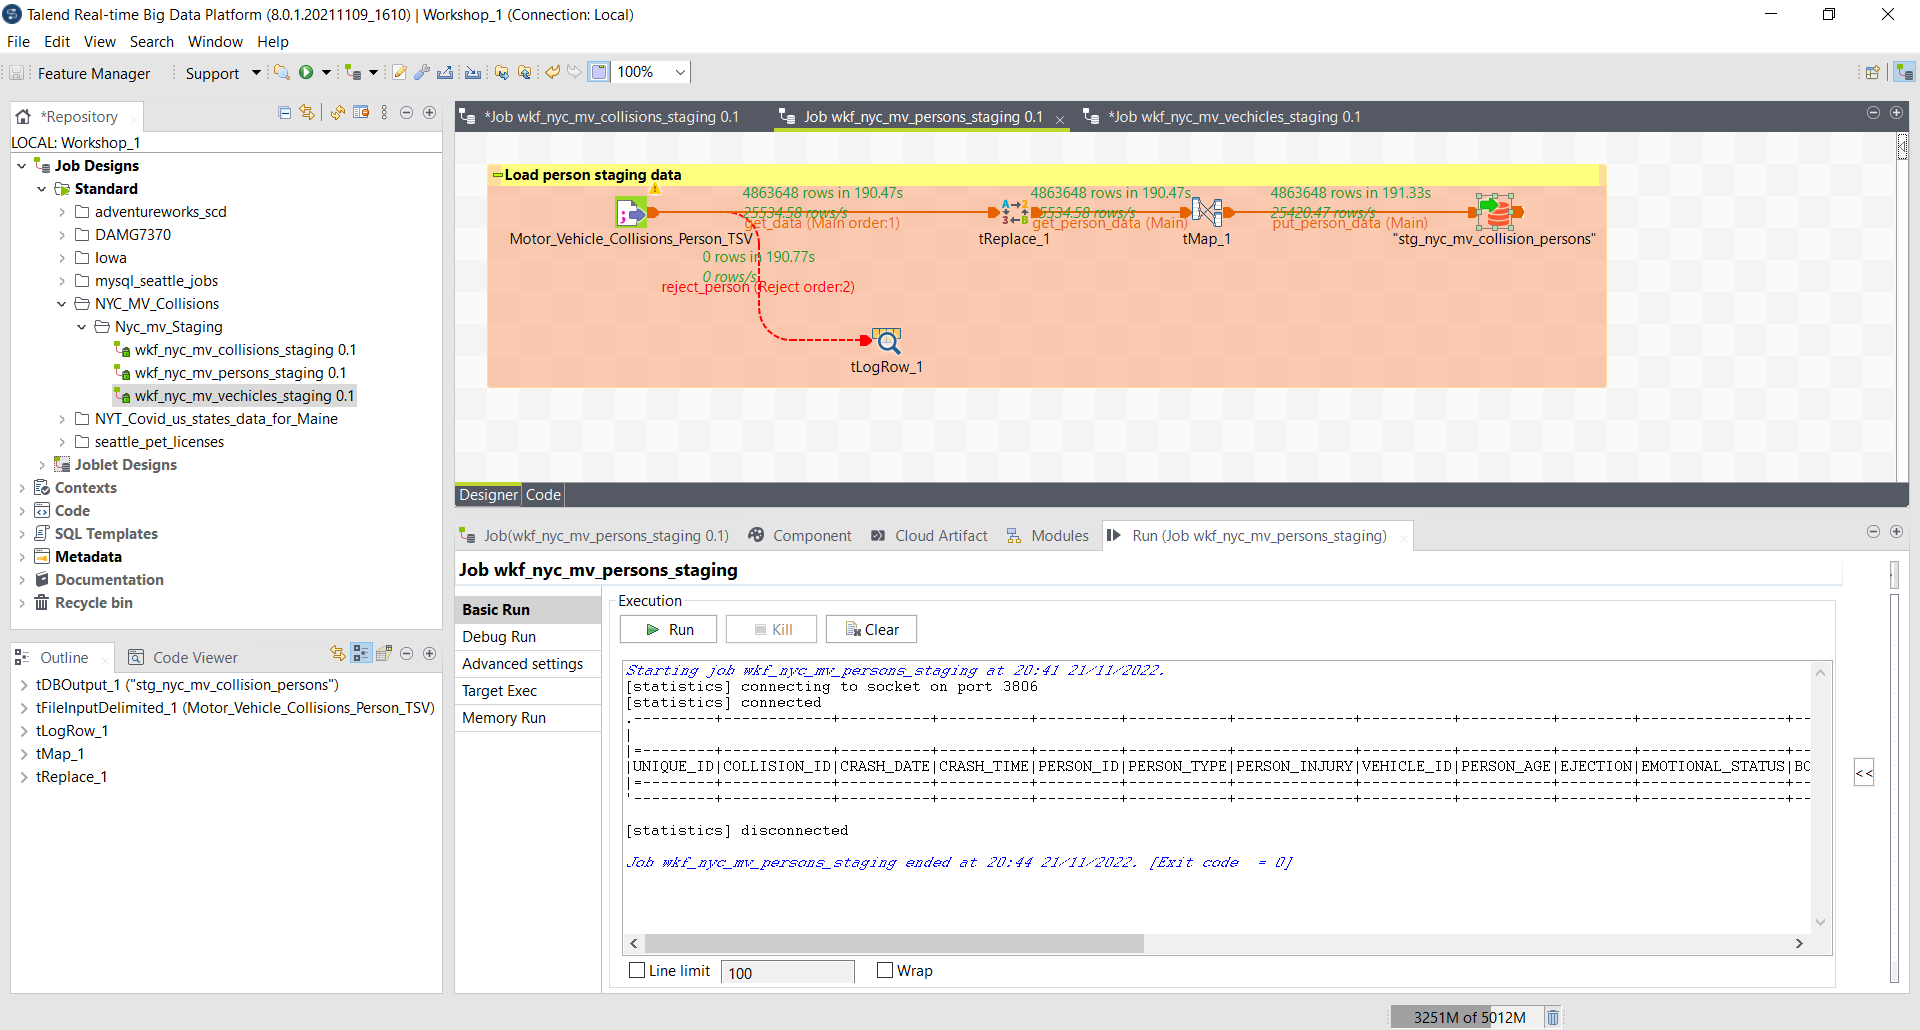 Talend Real-time Big Data Platform (8.0.1.20211109_1610) | Workshop_1 (Connection: Local)
File Edit View Search Window Help
Feature Manager Support 100%
*Repository
LOCAL: Workshop_1
Job Designs
Standard
adventureworks_scd
DAMG7370
Iowa
mysql_seattle_jobs
NYC_MV_Collisions
Nyc_mv_Staging
wkf_nyc_mv_collisions_staging 0.1
wkf_nyc_mv_persons_staging 0.1
wkf_nyc_mv_vechicles_staging 0.1
NYT_Covid_us_states_data_for_Maine
seattle_pet_licenses
Joblet Designs
Contexts
Code
SQL Templates
Metadata
Documentation
Recycle bin
Outline Code Viewer
tDBOutput_1 ("stg_nyc_mv_collision_persons")
tFileInputDelimited_1 (Motor_Vehicle_Collisions_Person_TSV)
tLogRow_1
tMap_1
tReplace_1
*Job wkf_nyc_mv_collisions_staging 0.1 Job wkf_nyc_mv_persons_staging 0.1 *Job wkf_nyc_mv_vechicles_staging 0.1
Load person staging data
4863648 rows in 190.47s 4863648 rows in 190.47s 4863648 rows in 191.33s
25534.58 rows/s 25534.58 rows/s 25420.47 rows/s
get_data (Main order:1) get_person_data (Main) put_person_data (Main)
Motor_Vehicle_Collisions_Person_TSV tReplace_1 tMap_1 "stg_nyc_mv_collision_persons"
0 rows in 190.77s
0 rows/s
reject_person (Reject order:2)
tLogRow_1
Designer Code
Job(wkf_nyc_mv_persons_staging 0.1) Component Cloud Artifact Modules Run (Job wkf_nyc_mv_persons_staging)
Job wkf_nyc_mv_persons_staging
Basic Run
Debug Run
Advanced settings
Target Exec
Memory Run
Execution
Run Kill Clear
Starting job wkf_nyc_mv_persons_staging at 20:41 21/11/2022.
[statistics] connecting to socket on port 3806
[statistics] connected
|UNIQUE_ID|COLLISION_ID|CRASH_DATE|CRASH_TIME|PERSON_ID|PERSON_TYPE|PERSON_INJURY|VEHICLE_ID|PERSON_AGE|EJECTION|EMOTIONAL_STATUS|BO
[statistics] disconnected
Job wkf_nyc_mv_persons_staging ended at 20:44 21/11/2022. [Exit code = 0]
<<
Line limit 100 Wrap
3251M of 5012M